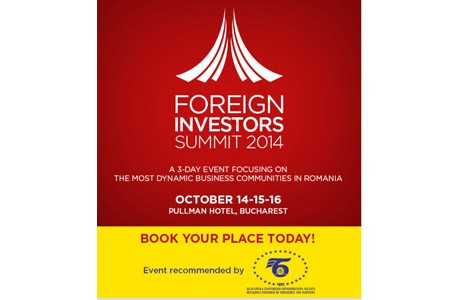 FOREIGN
INVESTORS
SUMMIT 2014
A 3-DAY EVENT FOCUSING ON
THE MOST DYNAMIC BUSINESS COMMUNITIES IN ROMANIA
OCTOBER 14-15-16
PULLMAN HOTEL, BUCHAREST
BOOK YOUR PLACE TODAY!
Event recommended by